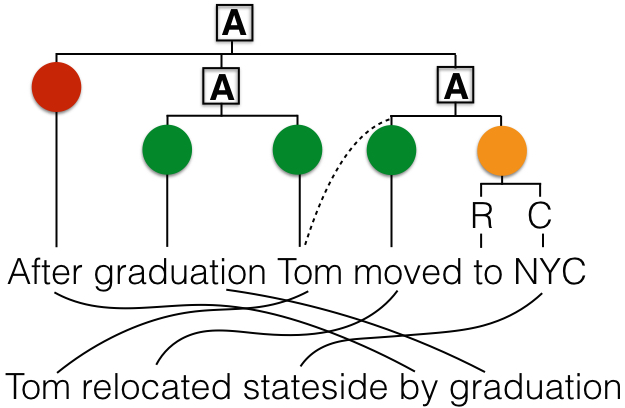 A
A A
R C
After graduation Tom moved to NYC
Tom relocated stateside by graduation